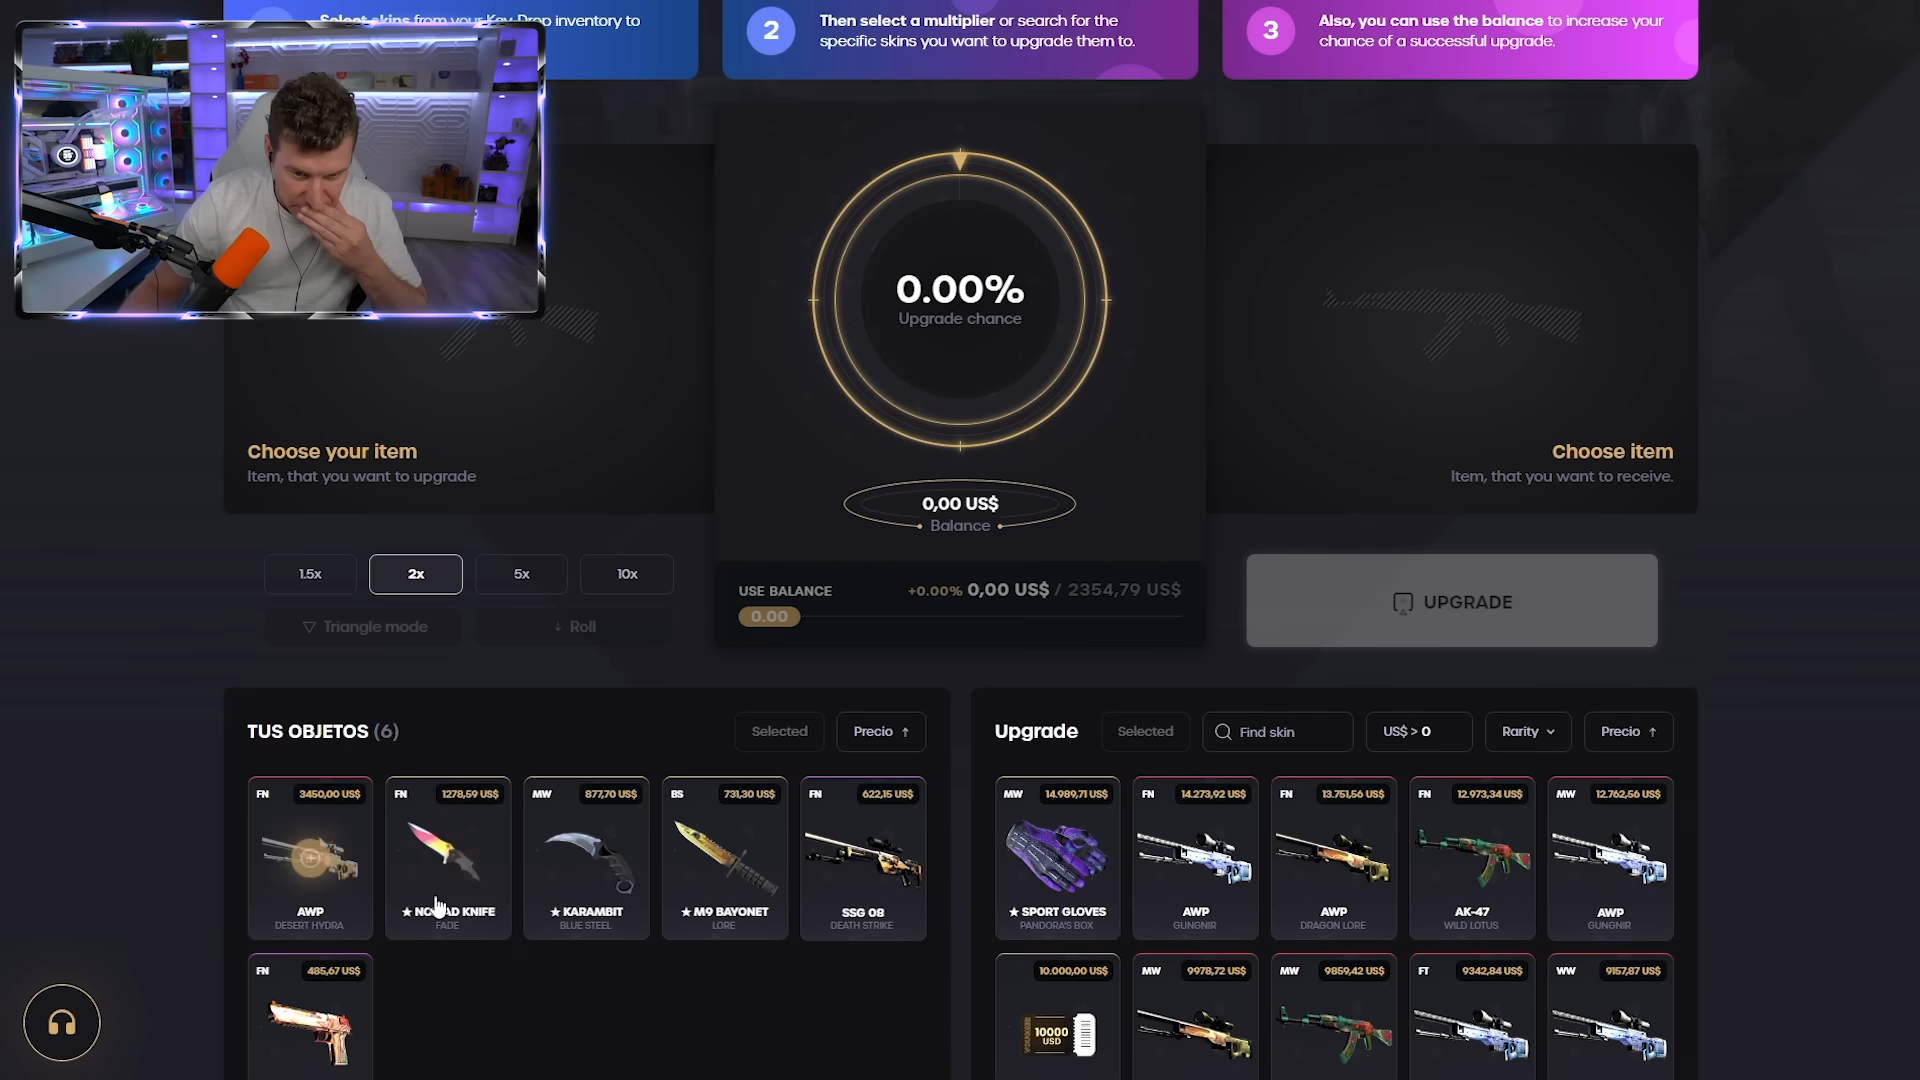 Select skins from your Key-Drop inventory to
2
Then select a multiplier or search for the
specific skins you want to upgrade them to.
3
Also, you can use the balance to increase your
chance of a successful upgrade.
0.00%
Upgrade chance
Choose your item
Item, that you want to upgrade
Choose item
Item, that you want to receive.
0,00 US$
Balance
1.5x
2x
5x
10x
Triangle mode
Roll
USE BALANCE
+0.00% 0,00 US$ / 2354,79 US$
0.00
UPGRADE
TUS OBJETOS (6)
Selected
Precio
FN 3450,00 US$
AWP
DESERT HYDRA
FN 1278,59 US$
★ NOMAD KNIFE
FADE
MW 877,70 US$
★ KARAMBIT
BLUE STEEL
BS 731,30 US$
★ M9 BAYONET
LORE
FN 622,15 US$
SSG 08
DEATH STRIKE
FN 485,67 US$
Upgrade
Selected
Find skin
US$ > 0
Rarity
Precio
MW 14.989,71 US$
★ SPORT GLOVES
PANDORA'S BOX
FN 14.273,92 US$
AWP
GUNGNIR
FN 13.751,56 US$
AWP
DRAGON LORE
FN 12.973,34 US$
AK-47
WILD LOTUS
MW 12.762,56 US$
AWP
GUNGNIR
10.000,00 US$
10000
USD
MW 9978,72 US$
MW 9859,42 US$
FT 9342,84 US$
WW 9157,87 US$